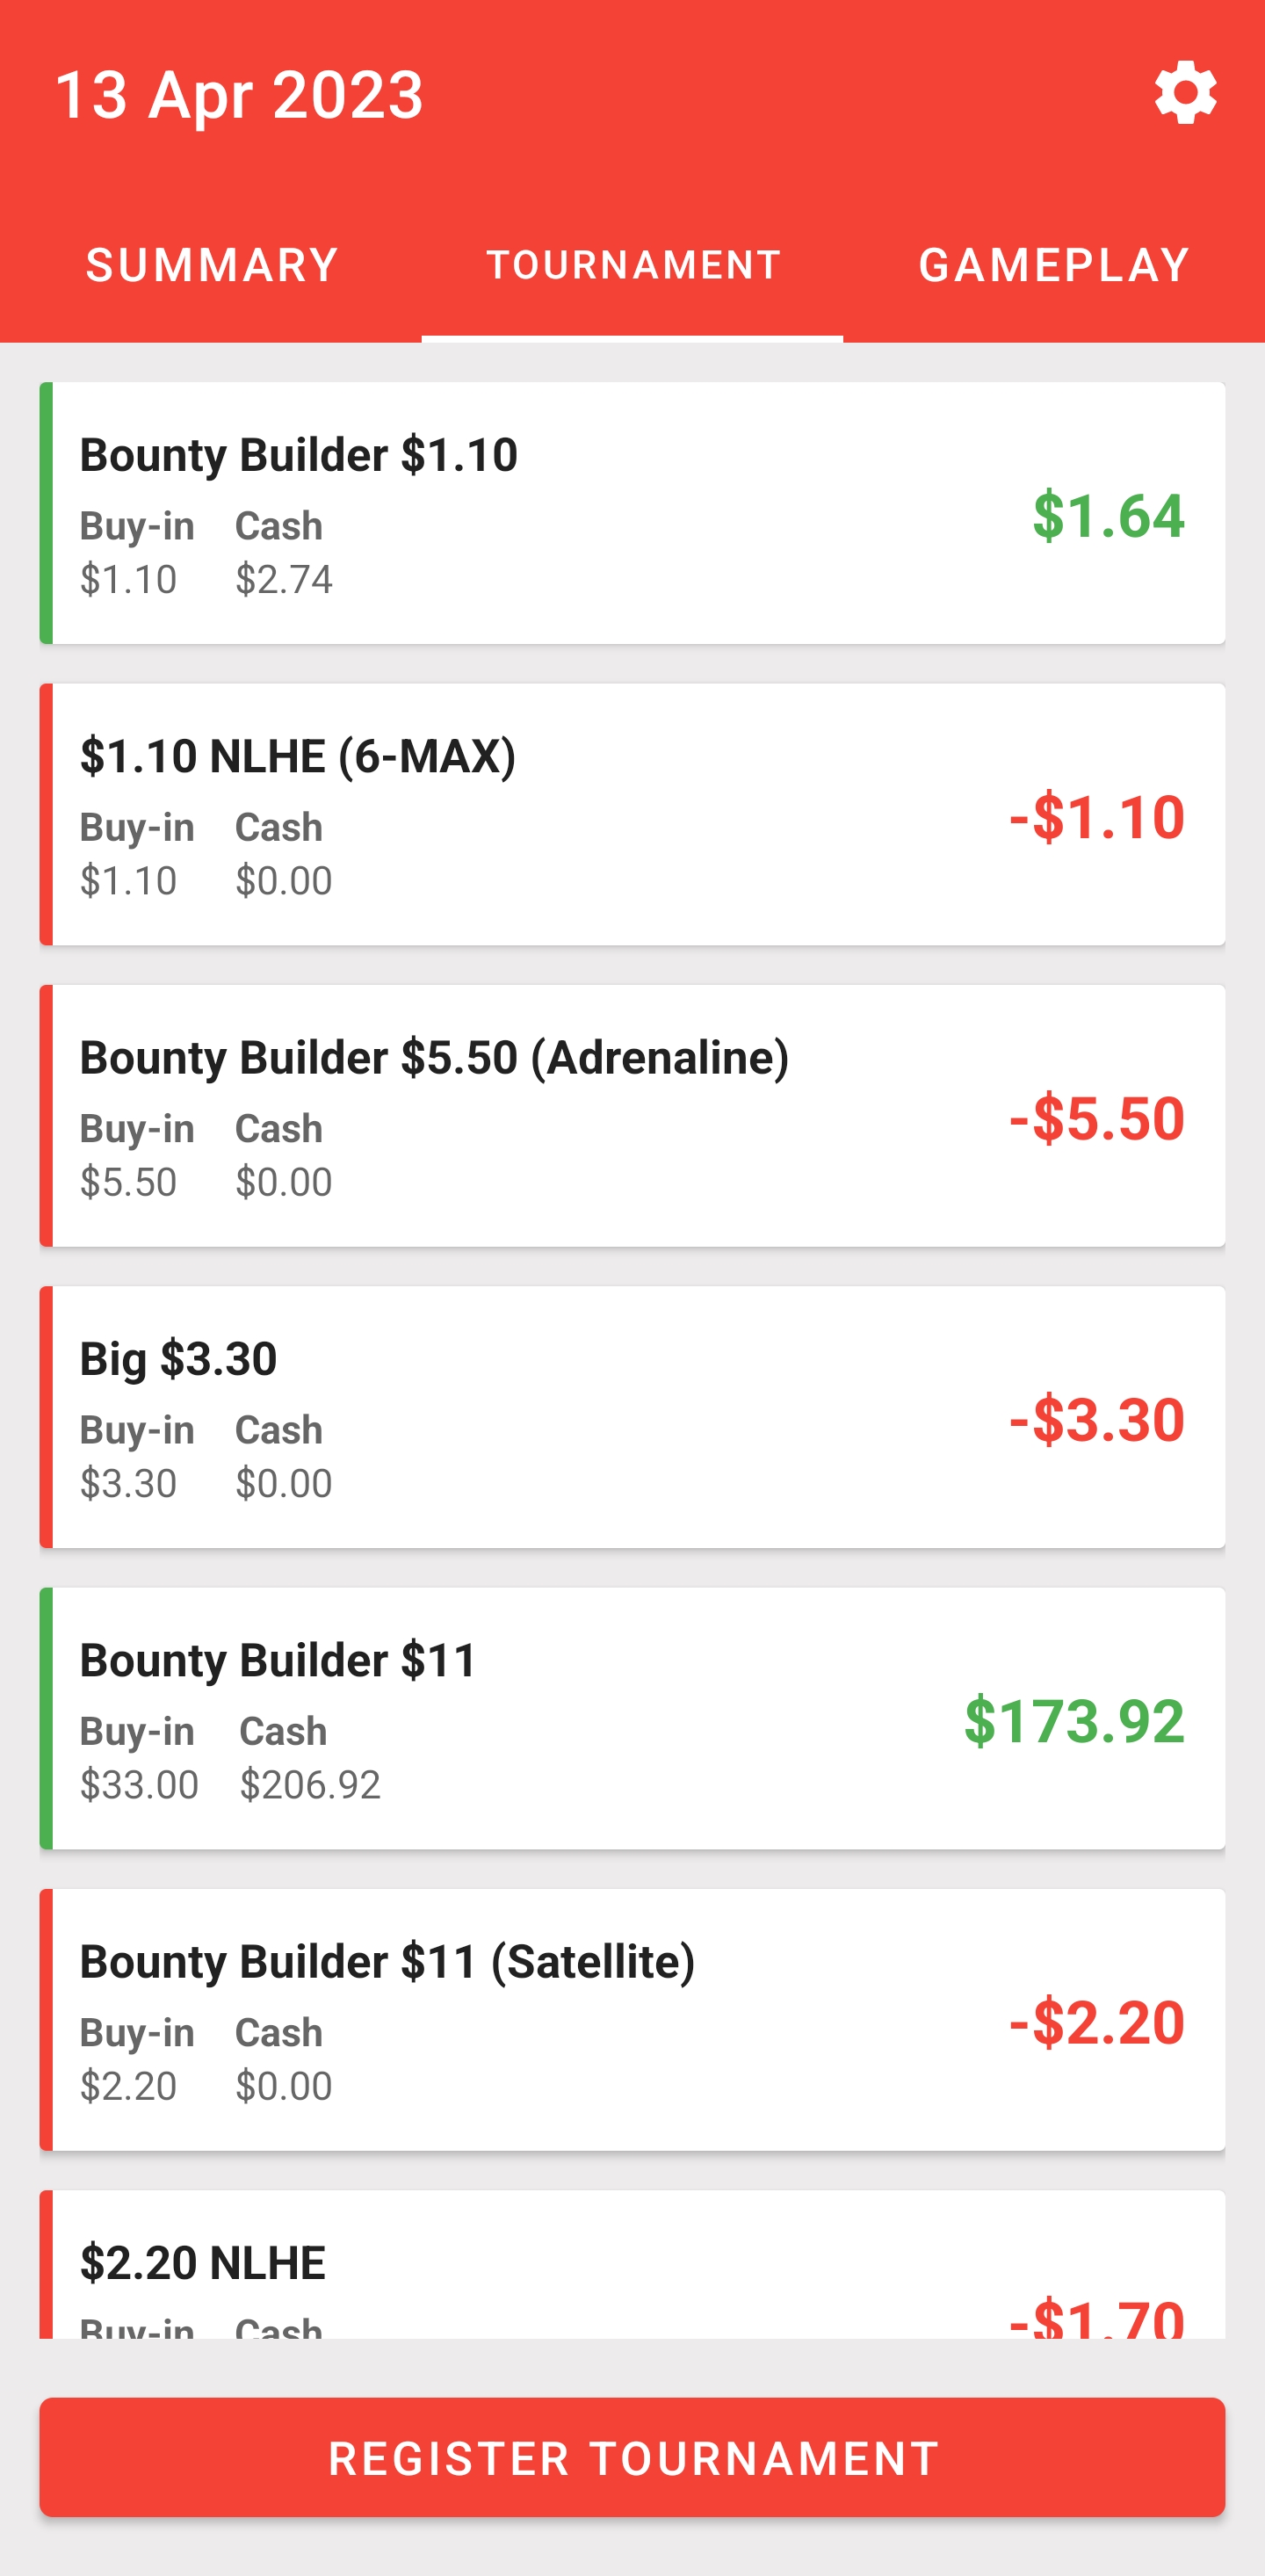 13 Apr 2023
SUMMARY TOURNAMENT GAMEPLAY
Bounty Builder $1.10
Buy-in Cash
$1.10 $2.74
$1.64
$1.10 NLHE (6-MAX)
Buy-in Cash
$1.10 $0.00
-$1.10
Bounty Builder $5.50 (Adrenaline)
Buy-in Cash
$5.50 $0.00
-$5.50
Big $3.30
Buy-in Cash
$3.30 $0.00
-$3.30
Bounty Builder $11
Buy-in Cash
$33.00 $206.92
$173.92
Bounty Builder $11 (Satellite)
Buy-in Cash
$2.20 $0.00
-$2.20
$2.20 NLHE
Buy-in Cash
-$1.70
REGISTER TOURNAMENT